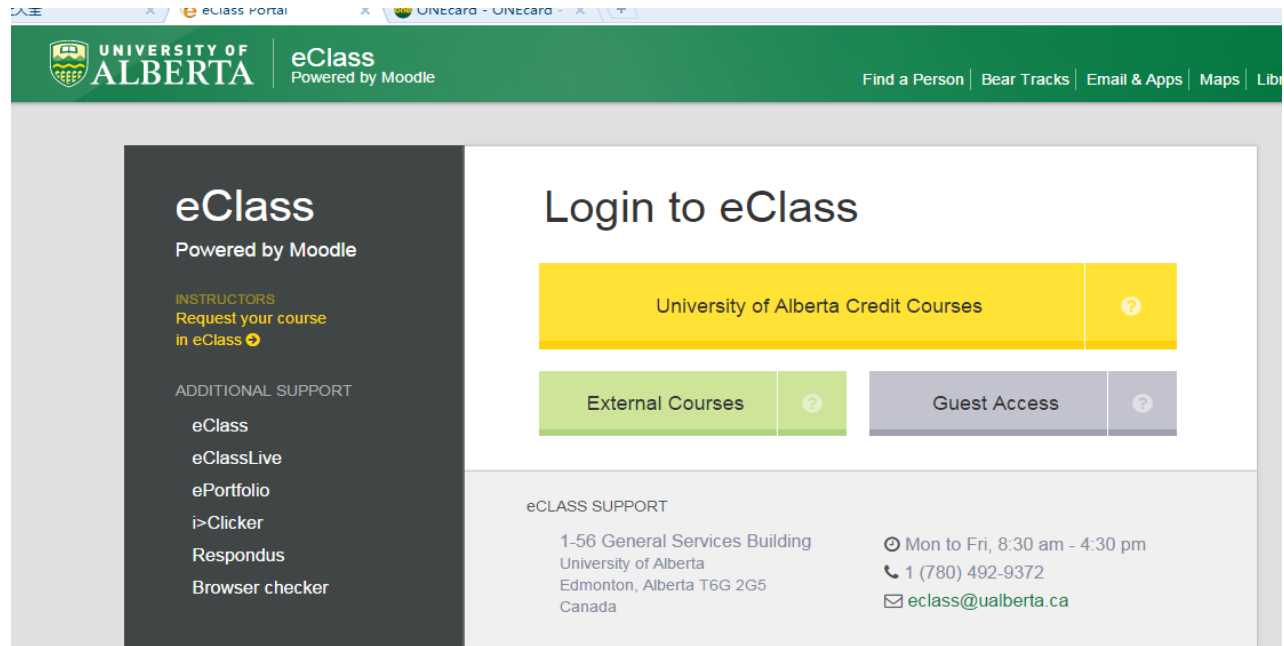 eClass Portal
ONEcard - ONEcard -
UNIVERSITY OF
ALBERTA
eClass
Powered by Moodle
Find a Person | Bear Tracks | Email & Apps | Maps |
eClass
Powered by Moodle
INSTRUCTORS
Request your course
in eClass
ADDITIONAL SUPPORT
eClass
eClassLive
ePortfolio
i>Clicker
Respondus
Browser checker
Login to eClass
University of Alberta Credit Courses
External Courses
Guest Access
eCLASS SUPPORT
1-56 General Services Building
University of Alberta
Edmonton, Alberta T6G 2G5
Canada
Mon to Fri, 8:30 am - 4:30 pm
1 (780) 492-9372
eclass@ualberta.ca